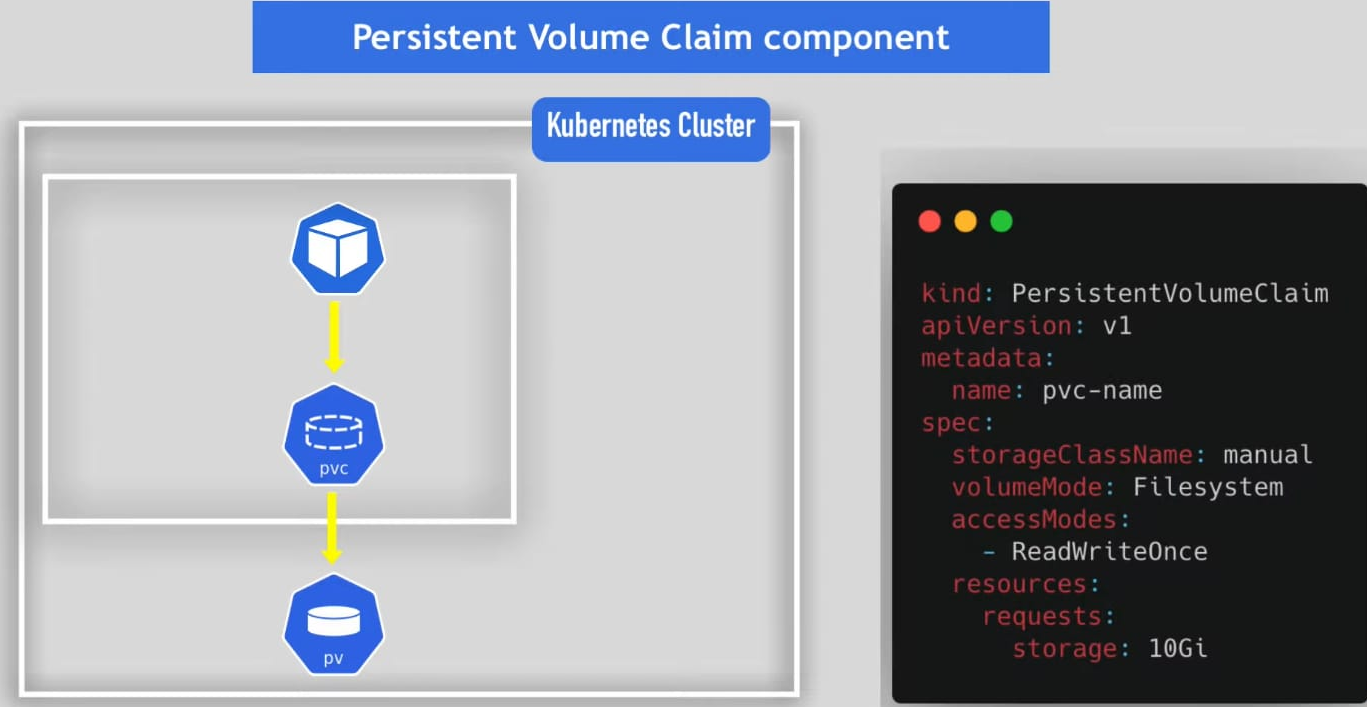 Persistent Volume Claim component
Kubernetes Cluster
pvc
pv
kind: PersistentVolumeClaim
apiVersion: v1
metadata:
  name: pvc-name
spec:
  storageClassName: manual
  volumeMode: Filesystem
  accessModes:
    - ReadWriteOnce
  resources:
    requests:
      storage: 10Gi